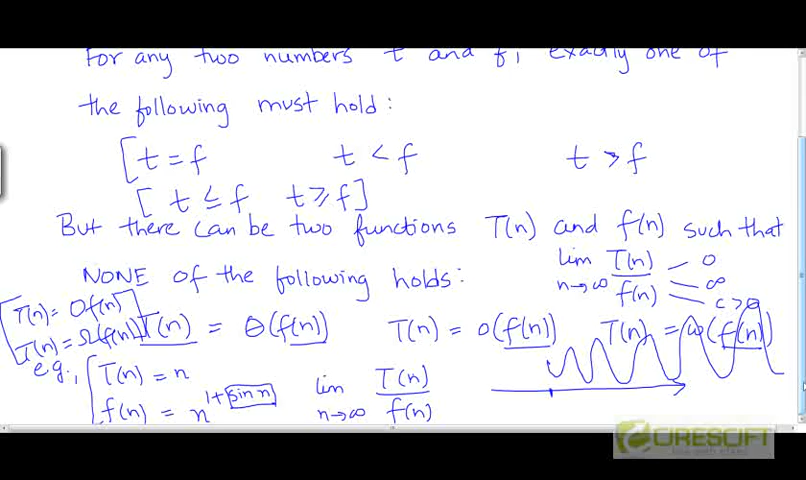 For any two numbers t and f, exactly one of
the following must hold:
[ t = f t < f t > f
[ t ≤ f t ≥ f ]
But there can be two functions T(n) and f(n) such that
NONE of the following holds:
lim n→∞ T(n)/f(n) 0 ∞ c > 0
T(n) = O(f(n))
T(n) = Ω(f(n))
T(n) = Θ(f(n)) T(n) = o(f(n)) T(n) = ω(f(n))
e.g., T(n) = n
f(n) = n^{1+sin n}
lim n→∞ T(n)/f(n)
CIRESOFT